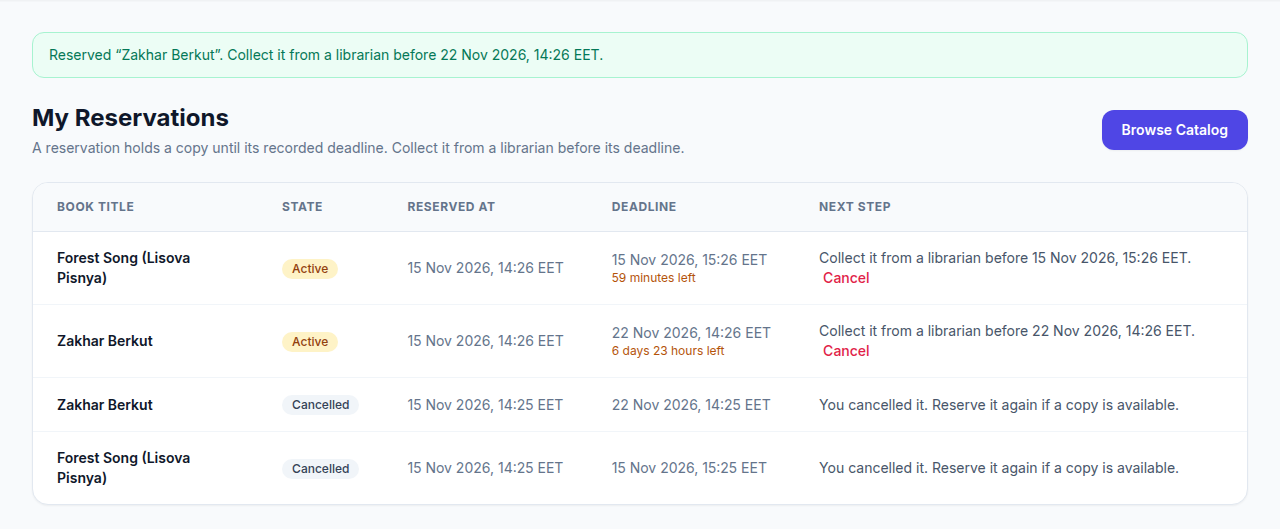 Reserved “Zakhar Berkut”. Collect it from a librarian before 22 Nov 2026, 14:26 EET.
My Reservations
A reservation holds a copy until its recorded deadline. Collect it from a librarian before its deadline.
Browse Catalog
BOOK TITLE STATE RESERVED AT DEADLINE NEXT STEP
Forest Song (Lisova
Pisnya)
Active
15 Nov 2026, 14:26 EET
15 Nov 2026, 15:26 EET
59 minutes left
Collect it from a librarian before 15 Nov 2026, 15:26 EET.
Cancel
Zakhar Berkut
Active
15 Nov 2026, 14:26 EET
22 Nov 2026, 14:26 EET
6 days 23 hours left
Collect it from a librarian before 22 Nov 2026, 14:26 EET.
Cancel
Zakhar Berkut Cancelled 15 Nov 2026, 14:25 EET 22 Nov 2026, 14:25 EET You cancelled it. Reserve it again if a copy is available.
Forest Song (Lisova
Pisnya)
Cancelled 15 Nov 2026, 14:25 EET 15 Nov 2026, 15:25 EET You cancelled it. Reserve it again if a copy is available.